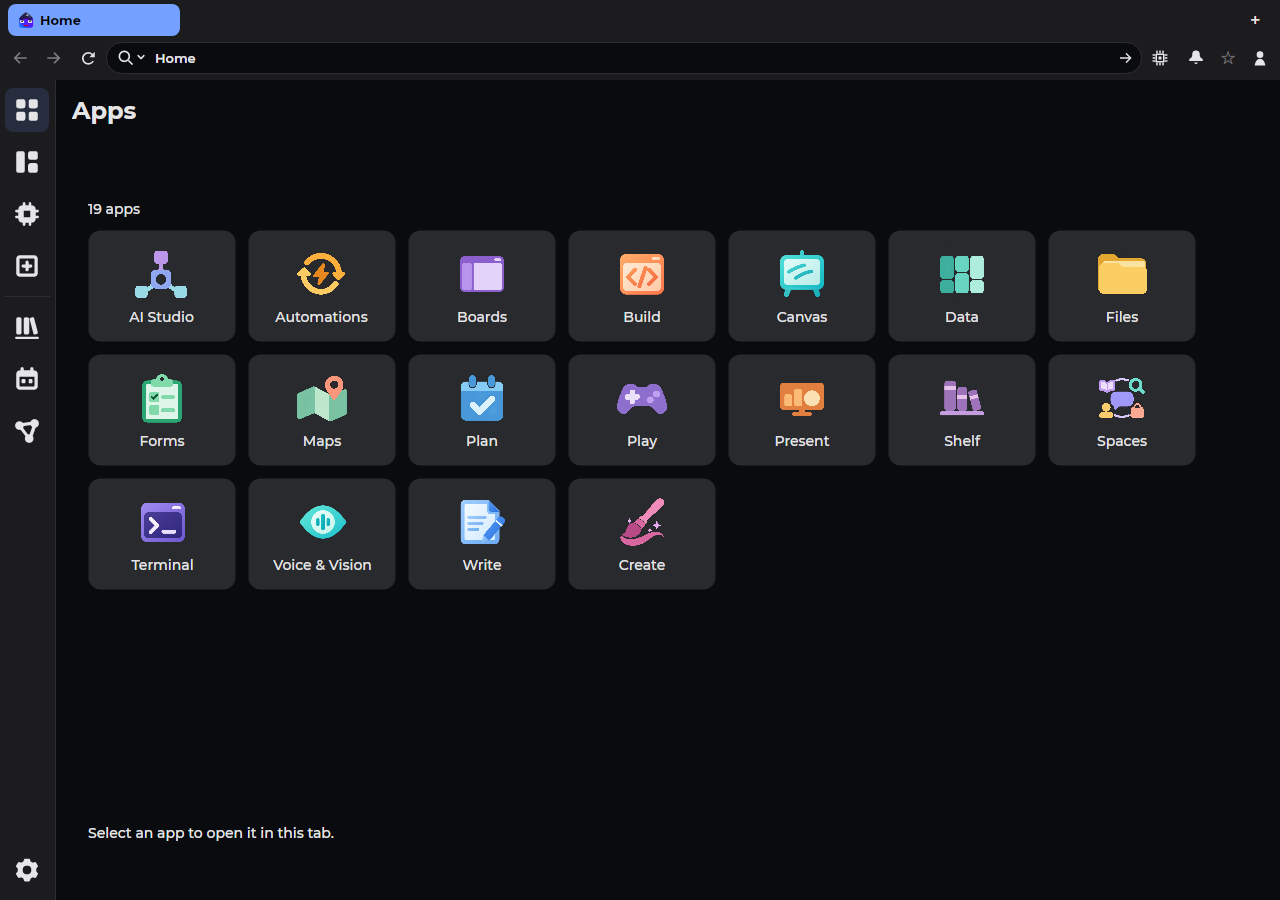 Home
Home
Apps
19 apps
AI Studio
Automations
Boards
Build
Canvas
Data
Files
Forms
Maps
Plan
Play
Present
Shelf
Spaces
Terminal
Voice & Vision
Write
Create
Select an app to open it in this tab.